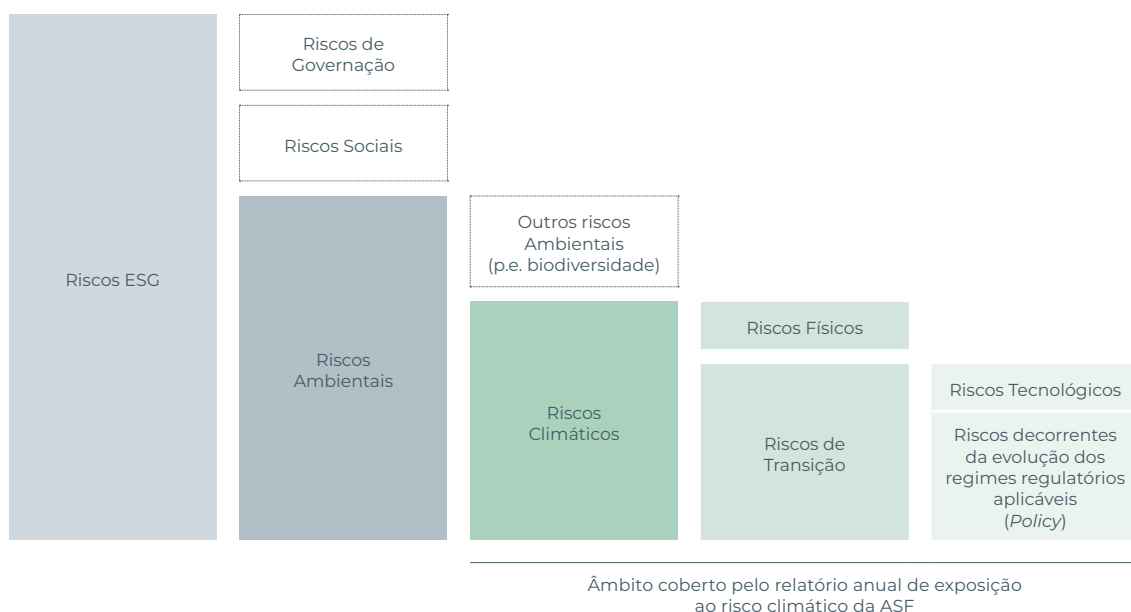 Riscos ESG
Riscos de
Governação
Riscos Sociais
Riscos
Ambientais
Outros riscos
Ambientais
(p.e. biodiversidade)
Riscos
Climáticos
Riscos Físicos
Riscos de
Transição
Riscos Tecnológicos
Riscos decorrentes
da evolução dos
regimes regulatórios
aplicáveis
(Policy)
Âmbito coberto pelo relatório anual de exposição
ao risco climático da ASF